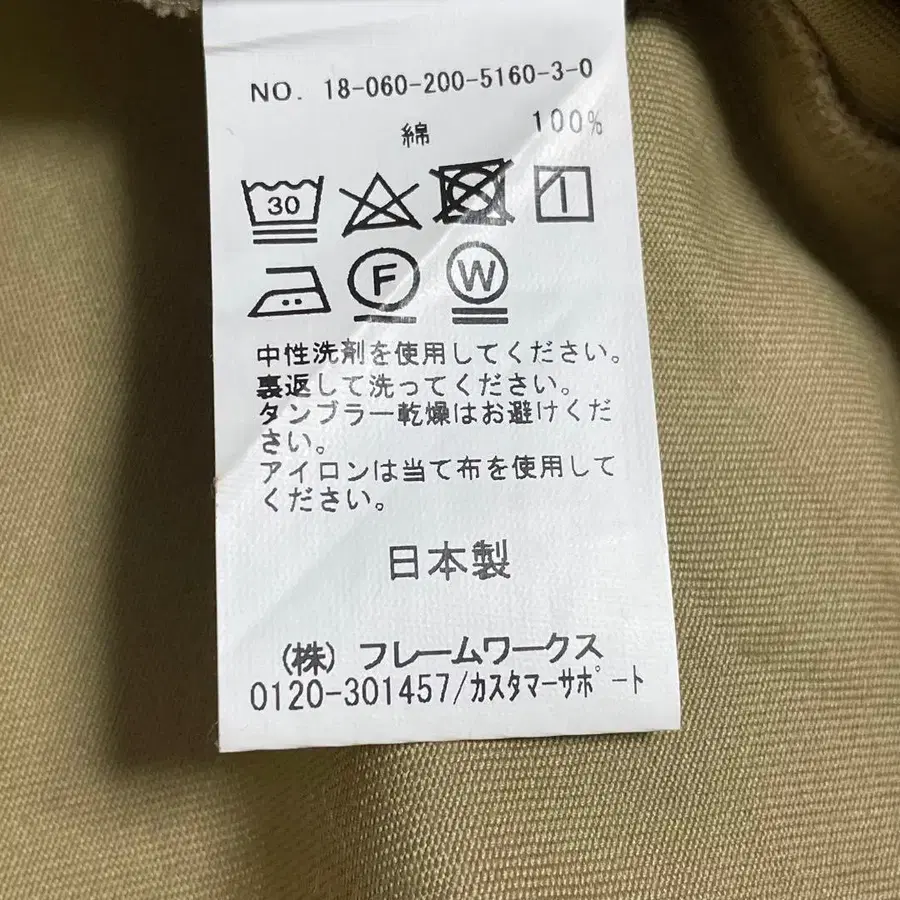 NO. 18-060-200-5160-3-0
綿 100%
30
F W
中性洗剤を使用してください。
裏返して洗ってください。
タンブラー乾燥はお避けくだ
さい。
アイロンは当て布を使用して
ください。
日本製
(株) フレームワークス
0120-301457/カスタマーサポート